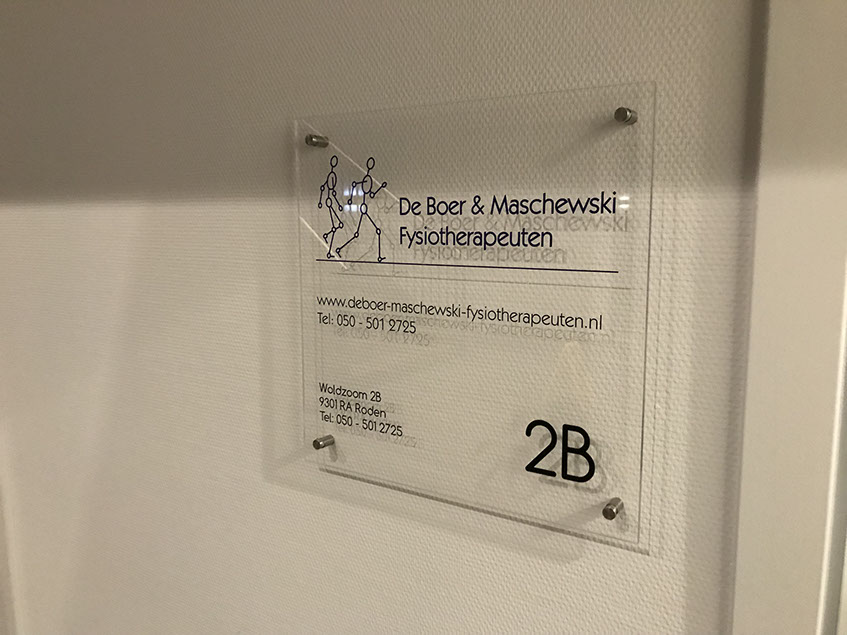 De Boer & Maschewski
Fysiotherapeuten
www.deboer-maschewski-fysiotherapeuten.nl
Tel: 050 - 501 2725
Woldzoom 2B
9301 RA Roden
Tel: 050 - 501 2725
2B